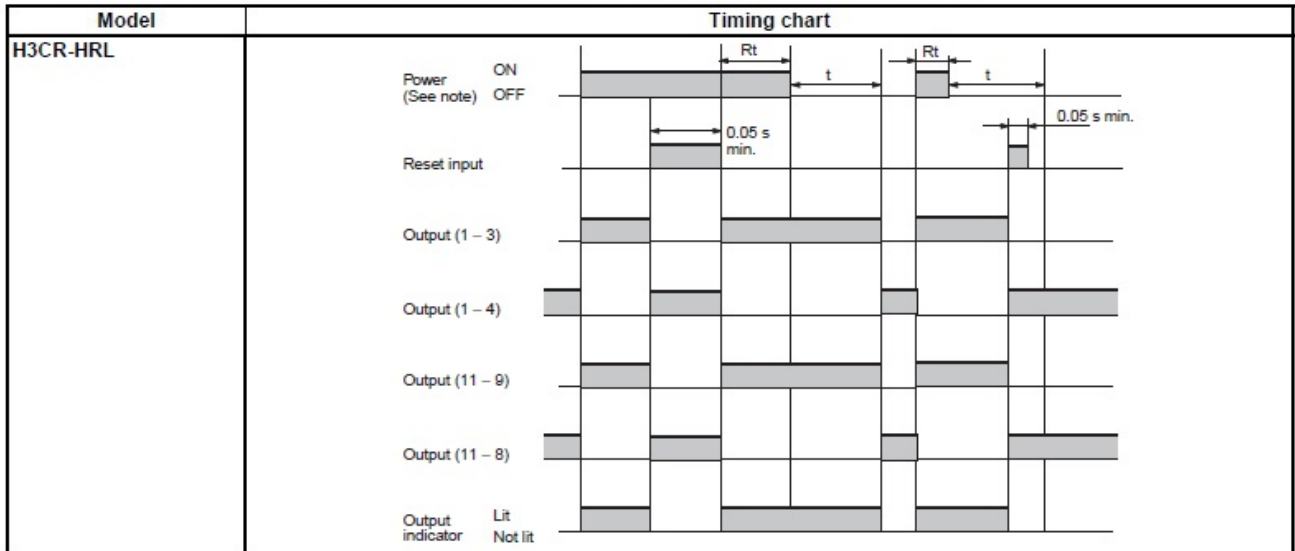 Model Timing chart
H3CR-HRL
Rt Rt
Power ON t t
(See note) OFF
0.05 s min.
0.05 s
min.
Reset input
Output (1 – 3)
Output (1 – 4)
Output (11 – 9)
Output (11 – 8)
Output Lit
indicator Not lit